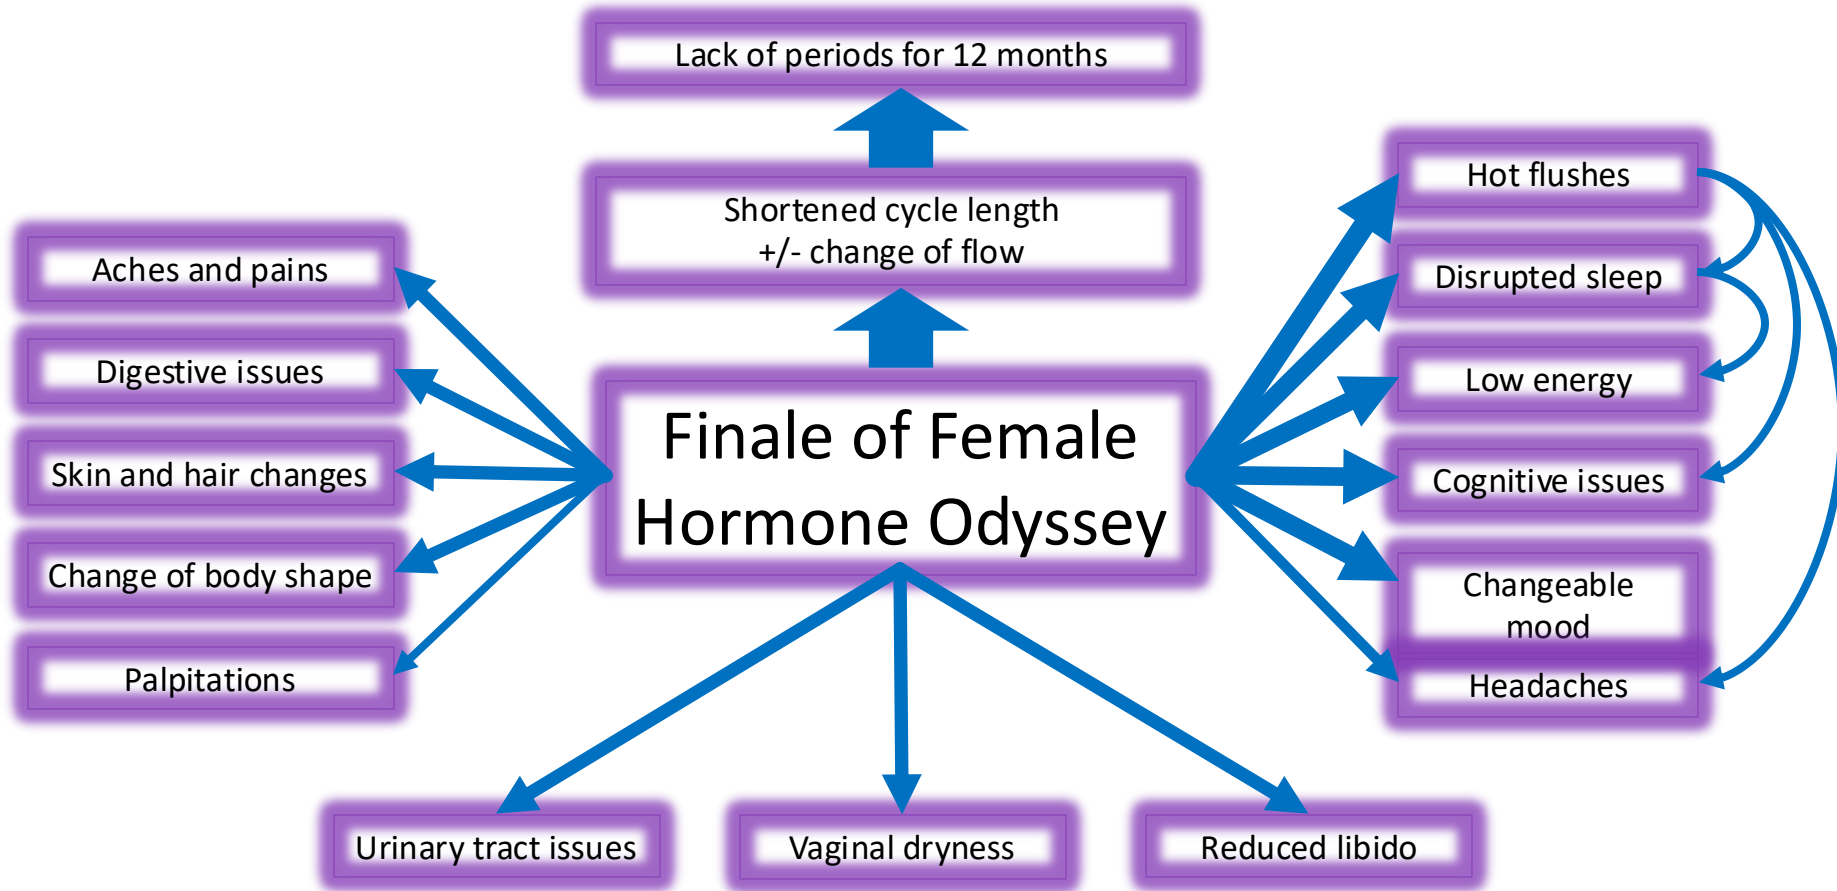 Lack of periods for 12 months
Shortened cycle length
+/- change of flow
Finale of Female
Hormone Odyssey
Aches and pains
Digestive issues
Skin and hair changes
Change of body shape
Palpitations
Hot flushes
Disrupted sleep
Low energy
Cognitive issues
Changeable
mood
Headaches
Urinary tract issues
Vaginal dryness
Reduced libido